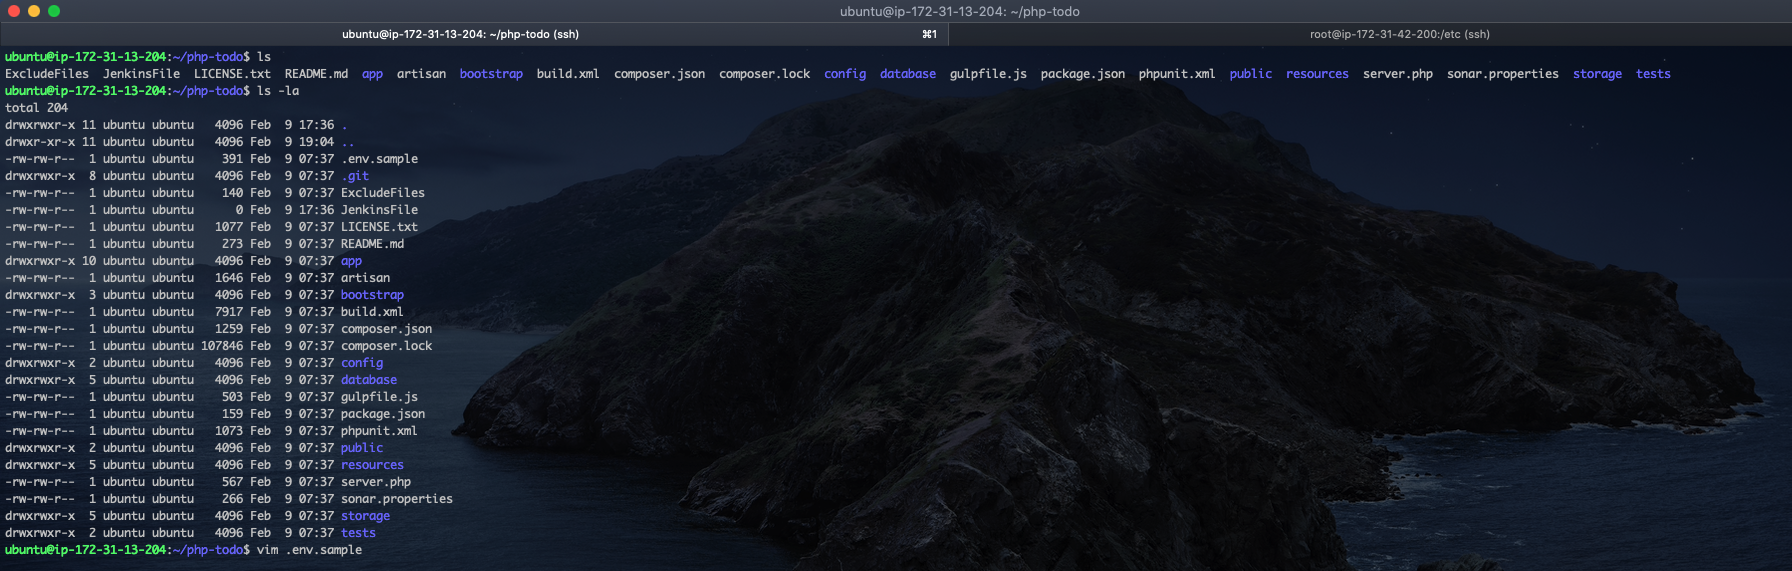 ubuntu@ip-172-31-13-204: ~/php-todo
ubuntu@ip-172-31-13-204: ~/php-todo (ssh) ⌘1 root@ip-172-31-42-200:/etc (ssh)
ubuntu@ip-172-31-13-204:~/php-todo$ ls
ExcludeFiles JenkinsFile LICENSE.txt README.md app artisan bootstrap build.xml composer.json composer.lock config database gulpfile.js package.json phpunit.xml public resources server.php sonar.properties storage tests
ubuntu@ip-172-31-13-204:~/php-todo$ ls -la
total 204
drwxrwxr-x 11 ubuntu ubuntu 4096 Feb 9 17:36 .
drwxr-xr-x 11 ubuntu ubuntu 4096 Feb 9 19:04 ..
-rw-rw-r-- 1 ubuntu ubuntu 391 Feb 9 07:37 .env.sample
drwxrwxr-x 8 ubuntu ubuntu 4096 Feb 9 07:37 .git
-rw-rw-r-- 1 ubuntu ubuntu 140 Feb 9 07:37 ExcludeFiles
-rw-rw-r-- 1 ubuntu ubuntu 0 Feb 9 17:36 JenkinsFile
-rw-rw-r-- 1 ubuntu ubuntu 1077 Feb 9 07:37 LICENSE.txt
-rw-rw-r-- 1 ubuntu ubuntu 273 Feb 9 07:37 README.md
drwxrwxr-x 10 ubuntu ubuntu 4096 Feb 9 07:37 app
-rw-rw-r-- 1 ubuntu ubuntu 1646 Feb 9 07:37 artisan
drwxrwxr-x 3 ubuntu ubuntu 4096 Feb 9 07:37 bootstrap
-rw-rw-r-- 1 ubuntu ubuntu 7917 Feb 9 07:37 build.xml
-rw-rw-r-- 1 ubuntu ubuntu 1259 Feb 9 07:37 composer.json
-rw-rw-r-- 1 ubuntu ubuntu 107846 Feb 9 07:37 composer.lock
drwxrwxr-x 2 ubuntu ubuntu 4096 Feb 9 07:37 config
drwxrwxr-x 5 ubuntu ubuntu 4096 Feb 9 07:37 database
-rw-rw-r-- 1 ubuntu ubuntu 503 Feb 9 07:37 gulpfile.js
-rw-rw-r-- 1 ubuntu ubuntu 159 Feb 9 07:37 package.json
-rw-rw-r-- 1 ubuntu ubuntu 1073 Feb 9 07:37 phpunit.xml
drwxrwxr-x 2 ubuntu ubuntu 4096 Feb 9 07:37 public
drwxrwxr-x 5 ubuntu ubuntu 4096 Feb 9 07:37 resources
-rw-rw-r-- 1 ubuntu ubuntu 567 Feb 9 07:37 server.php
-rw-rw-r-- 1 ubuntu ubuntu 266 Feb 9 07:37 sonar.properties
drwxrwxr-x 5 ubuntu ubuntu 4096 Feb 9 07:37 storage
drwxrwxr-x 2 ubuntu ubuntu 4096 Feb 9 07:37 tests
ubuntu@ip-172-31-13-204:~/php-todo$ vim .env.sample